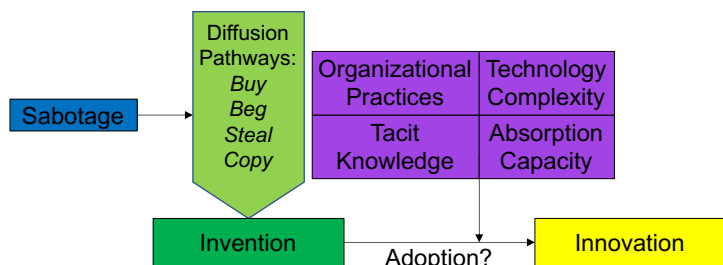 Diffusion
Pathways:
Buy
Beg
Steal
Copy
Sabotage
Organizational
Practices
Technology
Complexity
Tacit
Knowledge
Absorption
Capacity
Invention
Adoption?
Innovation